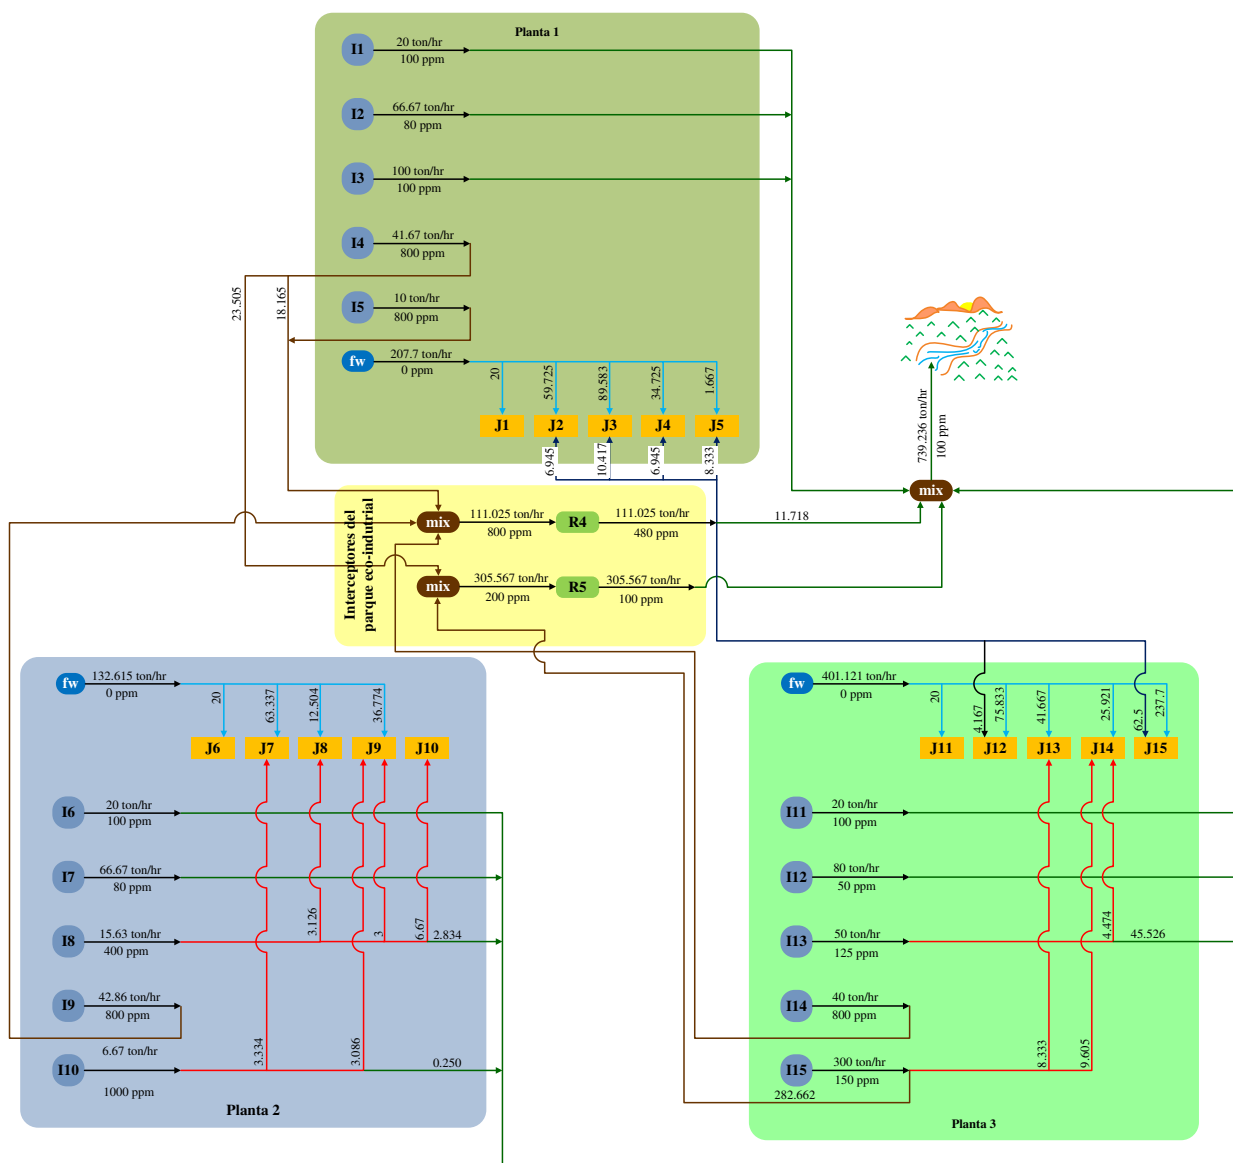 Planta 1
I1
20 ton/hr
100 ppm
I2
66.67 ton/hr
80 ppm
I3
100 ton/hr
100 ppm
I4
41.67 ton/hr
800 ppm
23.505
18.165
I5
10 ton/hr
800 ppm
fw
207.7 ton/hr
0 ppm
20
59.725
89.583
34.725
1.667
J1
J2
J3
J4
J5
6.945
10.417
6.945
8.333
739.236 ton/hr
100 ppm
mix
Interceptores del
parque eco-indutrial
mix
111.025 ton/hr
800 ppm
R4
111.025 ton/hr
480 ppm
11.718
mix
305.567 ton/hr
200 ppm
R5
305.567 ton/hr
100 ppm
fw
132.615 ton/hr
0 ppm
20
63.337
12.504
36.774
J6
J7
J8
J9
J10
I6
20 ton/hr
100 ppm
I7
66.67 ton/hr
80 ppm
I8
15.63 ton/hr
400 ppm
3.126
3
6.67
2.834
I9
42.86 ton/hr
800 ppm
I10
6.67 ton/hr
1000 ppm
3.334
3.086
0.250
Planta 2
fw
401.121 ton/hr
0 ppm
20
4.167
75.833
41.667
25.921
62.5
237.7
J11
J12
J13
J14
J15
I11
20 ton/hr
100 ppm
I12
80 ton/hr
50 ppm
I13
50 ton/hr
125 ppm
4.474
45.526
I14
40 ton/hr
800 ppm
I15
300 ton/hr
150 ppm
8.333
9.605
282.662
Planta 3